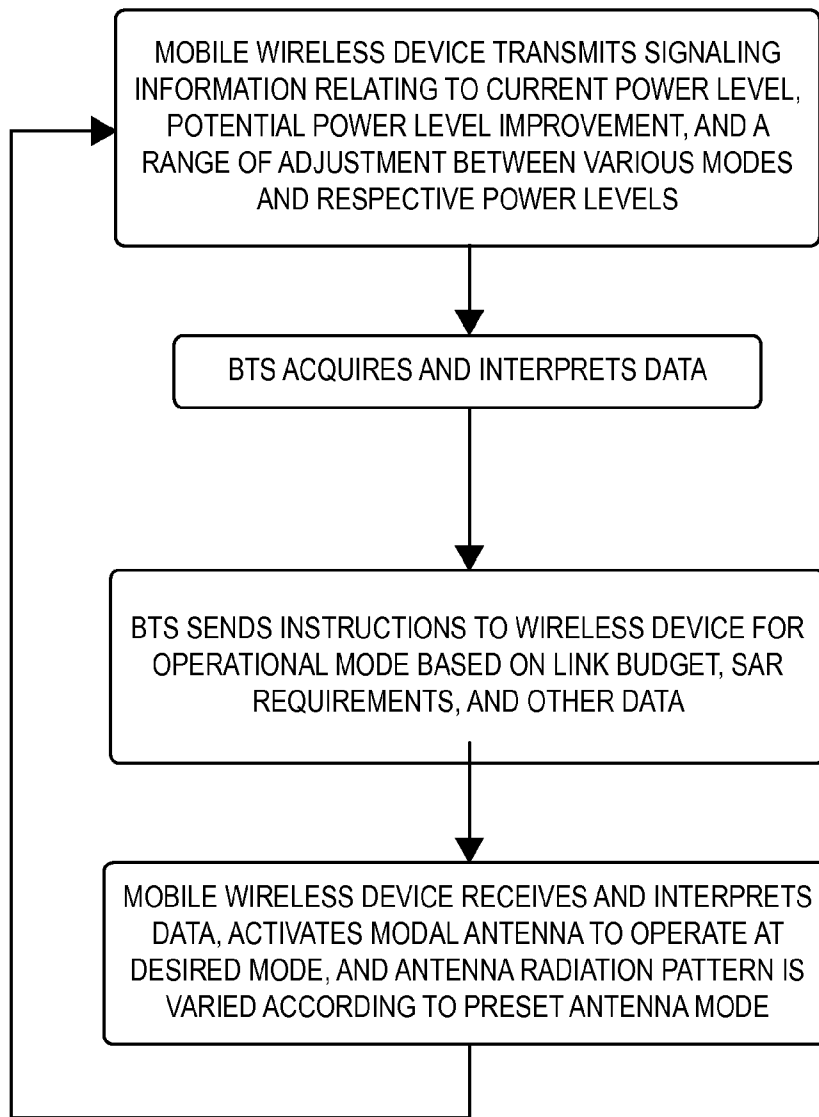 MOBILE WIRELESS DEVICE TRANSMITS SIGNALING
INFORMATION RELATING TO CURRENT POWER LEVEL,
POTENTIAL POWER LEVEL IMPROVEMENT, AND A
RANGE OF ADJUSTMENT BETWEEN VARIOUS MODES
AND RESPECTIVE POWER LEVELS
BTS ACQUIRES AND INTERPRETS DATA
BTS SENDS INSTRUCTIONS TO WIRELESS DEVICE FOR
OPERATIONAL MODE BASED ON LINK BUDGET, SAR
REQUIREMENTS, AND OTHER DATA
MOBILE WIRELESS DEVICE RECEIVES AND INTERPRETS
DATA, ACTIVATES MODAL ANTENNA TO OPERATE AT
DESIRED MODE, AND ANTENNA RADIATION PATTERN IS
VARIED ACCORDING TO PRESET ANTENNA MODE